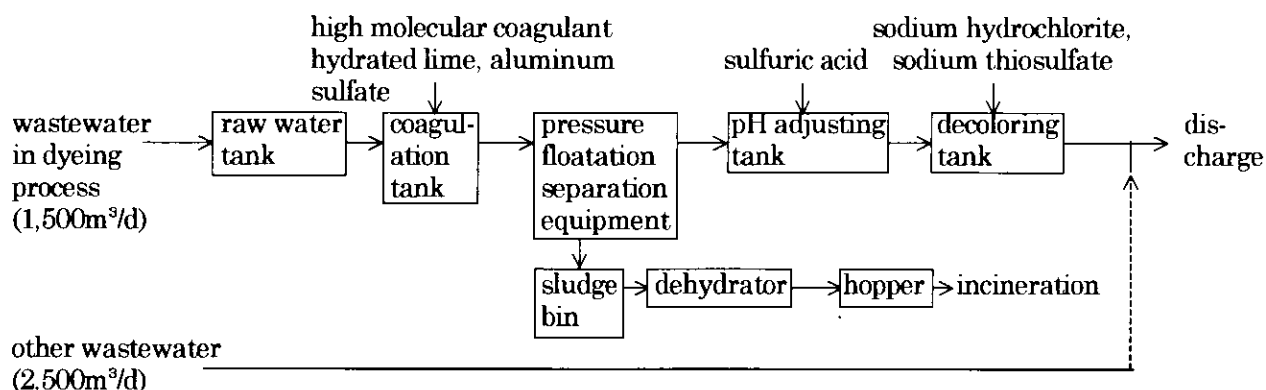 high molecular coagulant
hydrated lime, aluminum
sulfate
sulfuric acid
sodium hydrochlorite,
sodium thiosulfate
wastewater
in dyeing
process
(1,500m³/d)
raw water
tank
coagul-
ation
tank
pressure
floatation
separation
equipment
pH adjusting
tank
decoloring
tank
dis-
charge
sludge
bin
dehydrator
hopper
incineration
other wastewater
(2,500m³/d)